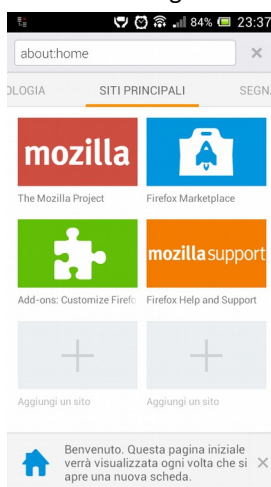 84% 23:37
about:home
OLOGIA SITI PRINCIPALI SEGN
mozilla
The Mozilla Project Firefox Marketplace
mozilla support
Add-ons: Customize Firefo Firefox Help and Support
Aggiungi un sito Aggiungi un sito
Benvenuto. Questa pagina iniziale
verrà visualizzata ogni volta che si
apre una nuova scheda.